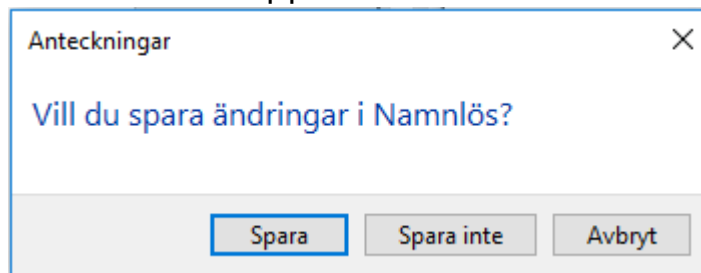 Anteckningar
Vill du spara ändringar i Namnlös?
Spara Spara inte Avbryt